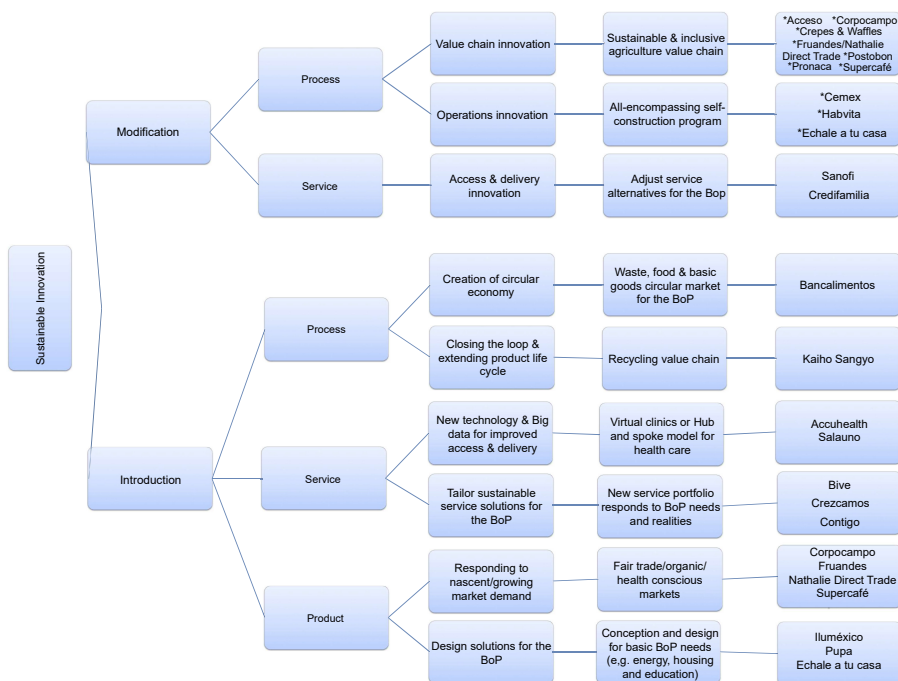 Sustainable Innovation
Modification
Process
Value chain innovation
Sustainable & inclusive
agriculture value chain
*Acceso *Corpocampo
*Crepes & Waffles
*Fruandes/Nathalie
Direct Trade *Postobon
*Pronaca *Supercafé
Operations innovation
All-encompassing self-
construction program
*Cemex
*Habvita
*Echale a tu casa
Service
Access & delivery
innovation
Adjust service
alternatives for the Bop
Sanofi
Credifamilia
Introduction
Process
Creation of circular
economy
Waste, food & basic
goods circular market
for the BoP
Bancalimentos
Closing the loop &
extending product life
cycle
Recycling value chain
Kaiho Sangyo
Service
New technology & Big
data for improved
access & delivery
Virtual clinics or Hub
and spoke model for
health care
Accuhealth
Salauno
Tailor sustainable
service solutions for
the BoP
New service portfolio
responds to BoP needs
and realities
Bive
Crezcamos
Contigo
Product
Responding to
nascent/growing
market demand
Fair trade/organic/
health conscious
markets
Corpocampo
Fruandes
Nathalie Direct Trade
Supercafé
Design solutions for the
BoP
Conception and design
for basic BoP needs
(e.g. energy, housing
and education)
Iluméxico
Pupa
Echale a tu casa